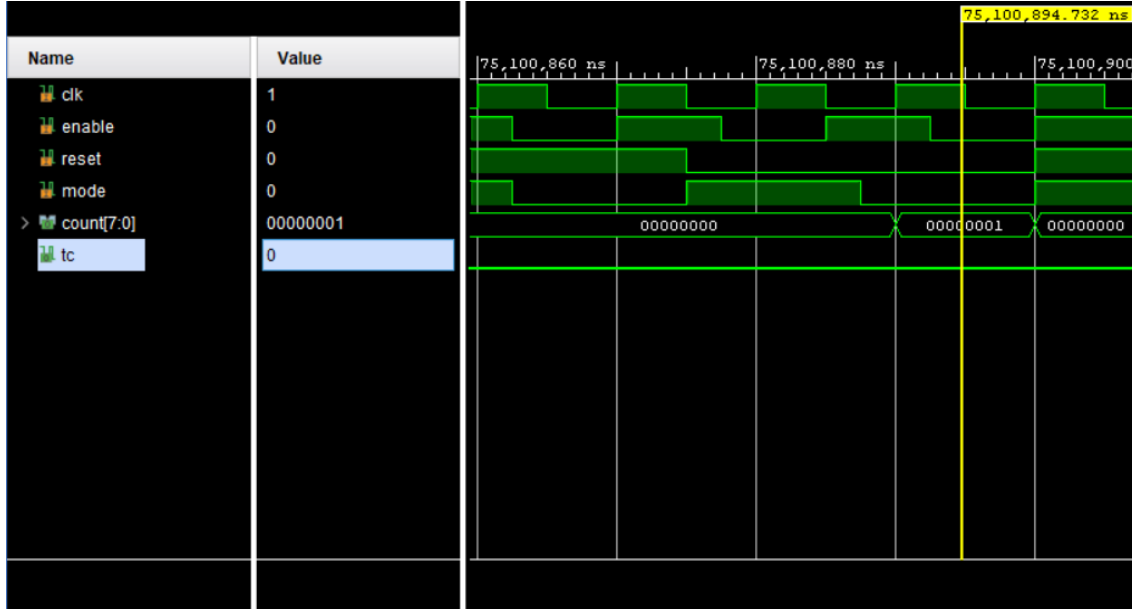 75,100,894.732 ns
Name Value
75,100,860 ns 75,100,880 ns 75,100,900
clk 1
enable 0
reset 0
mode 0
count[7:0] 00000001 00000000 00000001 00000000
tc 0